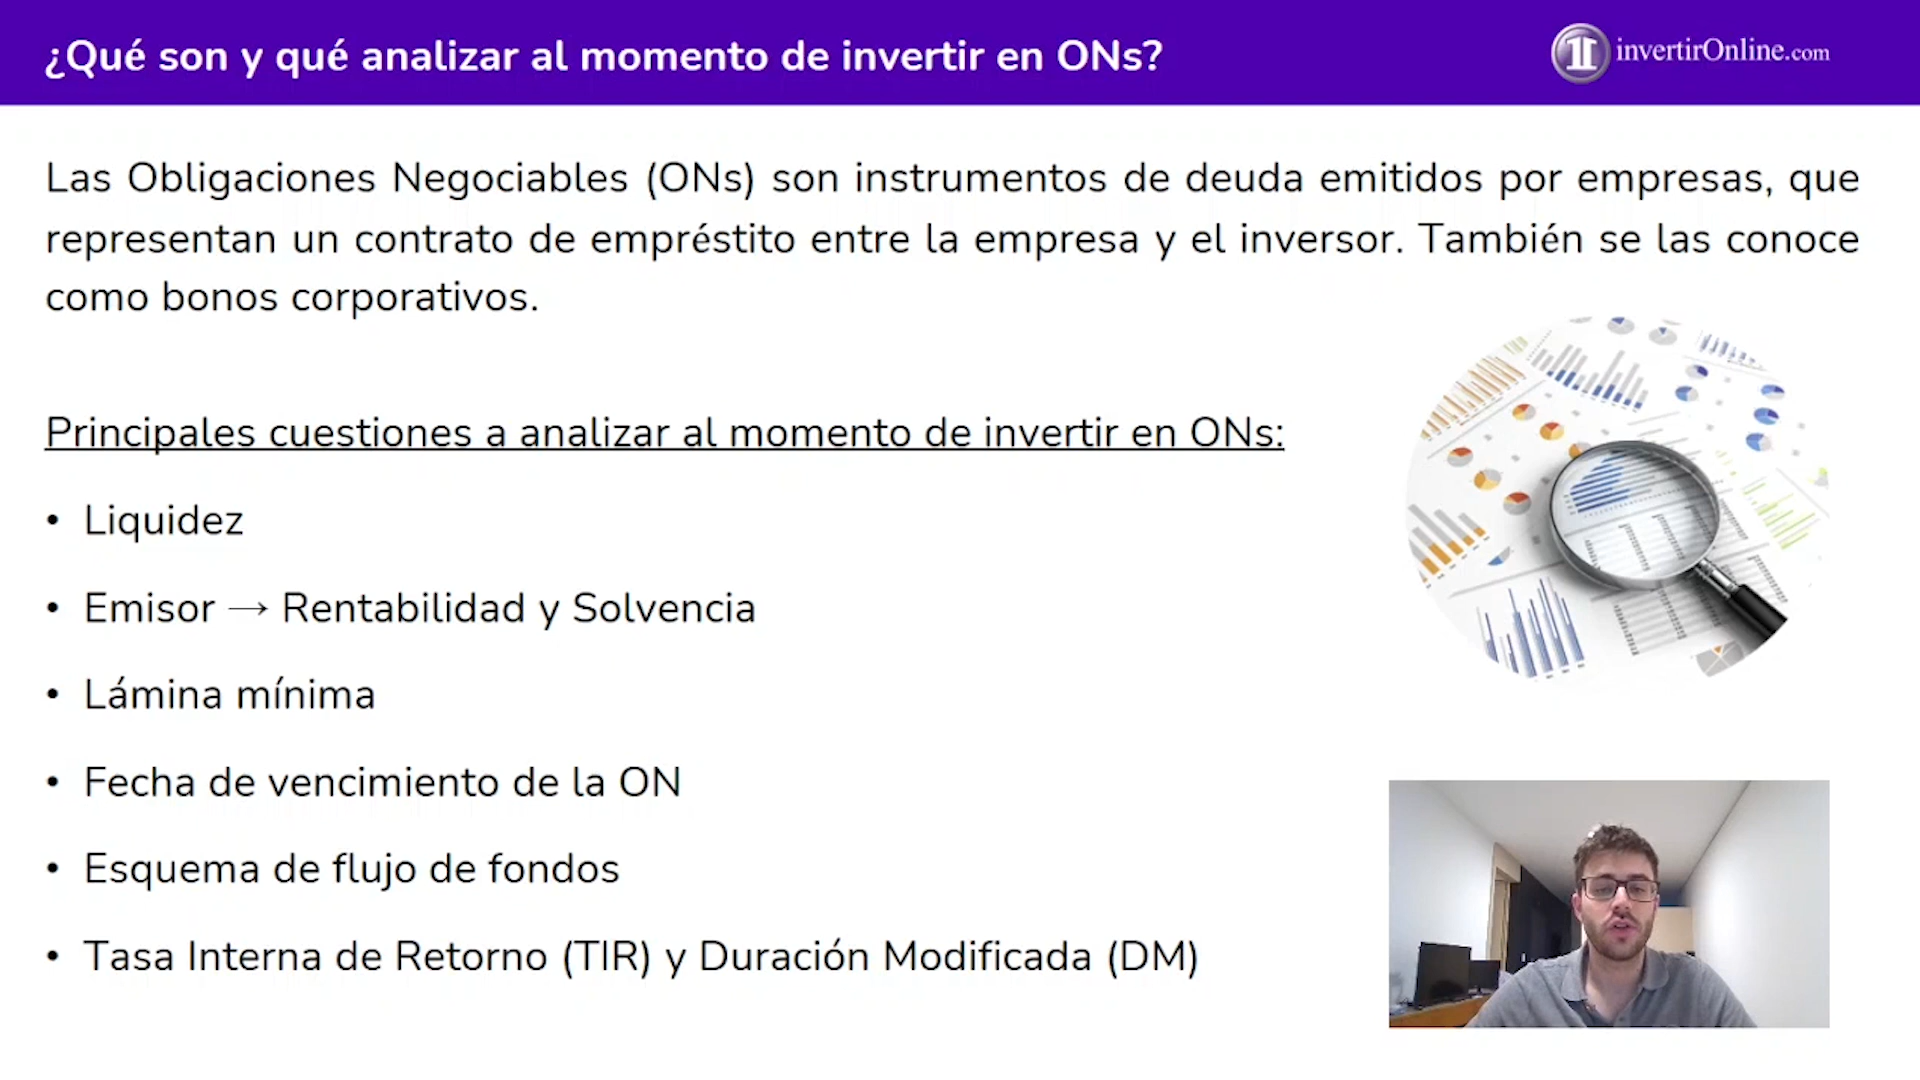 ¿Qué son y qué analizar al momento de invertir en ONs?
invertirOnline.com
Las Obligaciones Negociables (ONs) son instrumentos de deuda emitidos por empresas, que
representan un contrato de empréstito entre la empresa y el inversor. También se las conoce
como bonos corporativos.
Principales cuestiones a analizar al momento de invertir en ONs:
• Liquidez
• Emisor → Rentabilidad y Solvencia
• Lámina mínima
• Fecha de vencimiento de la ON
• Esquema de flujo de fondos
• Tasa Interna de Retorno (TIR) y Duración Modificada (DM)